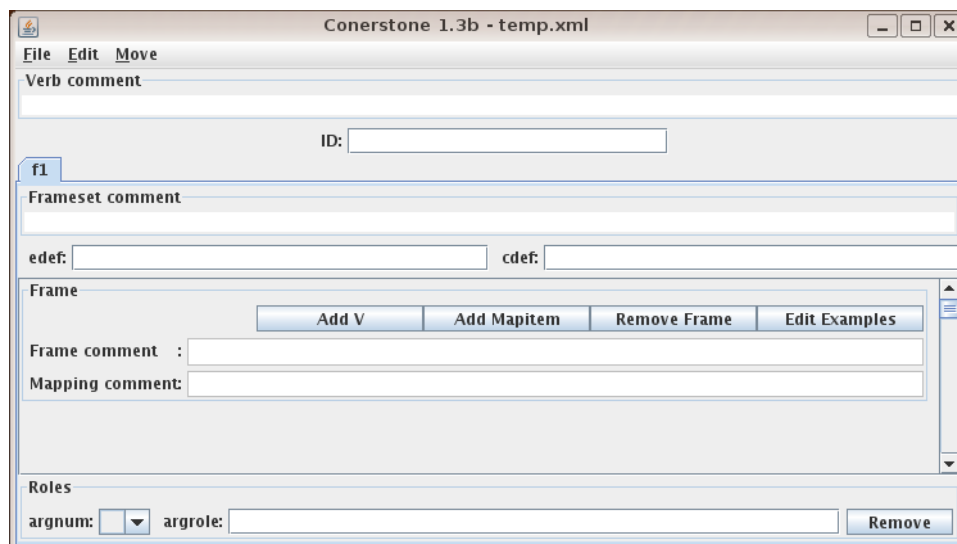 Conerstone 1.3b - temp.xml
File Edit Move
Verb comment
ID:
f1
Frameset comment
edef: cdef:
Frame
Add V Add Mapitem Remove Frame Edit Examples
Frame comment :
Mapping comment:
Roles
argnum: argrole: Remove